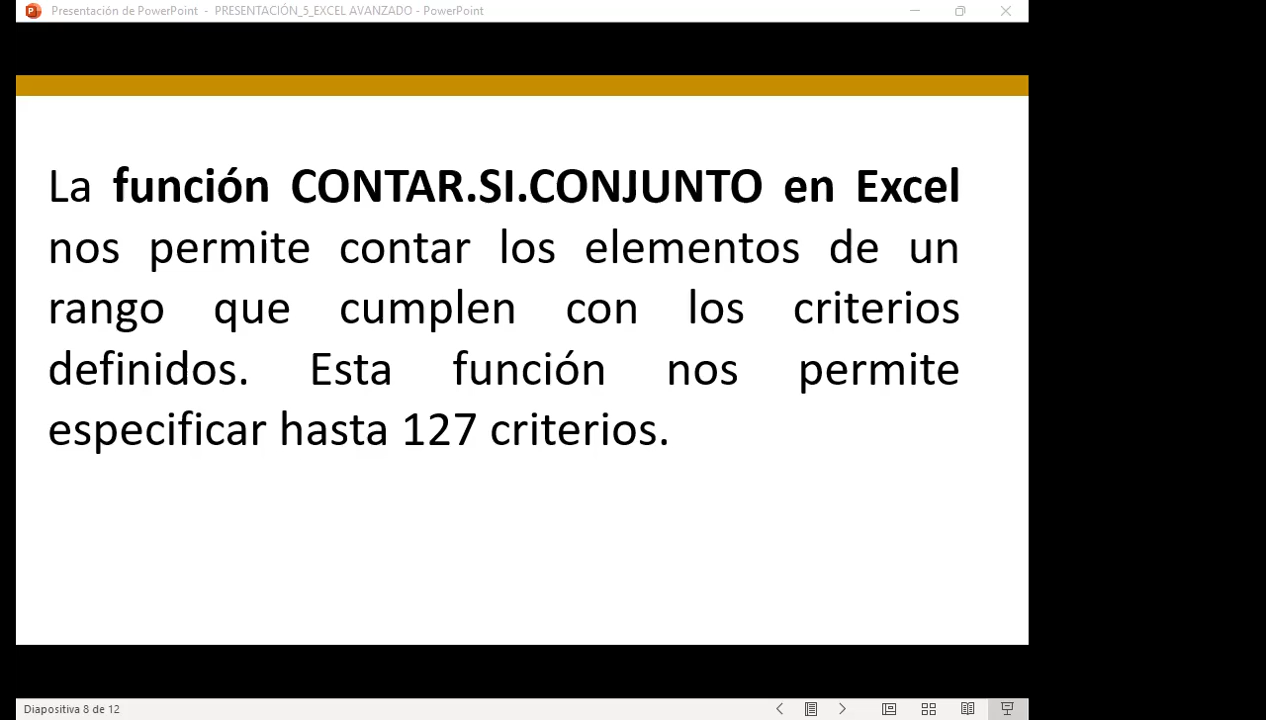 Presentación de PowerPoint - PRESENTACIÓN_5_EXCEL AVANZADO - PowerPoint
La función CONTAR.SI.CONJUNTO en Excel
nos permite contar los elementos de un
rango que cumplen con los criterios
definidos. Esta función nos permite
especificar hasta 127 criterios.
Diapositiva 8 de 12